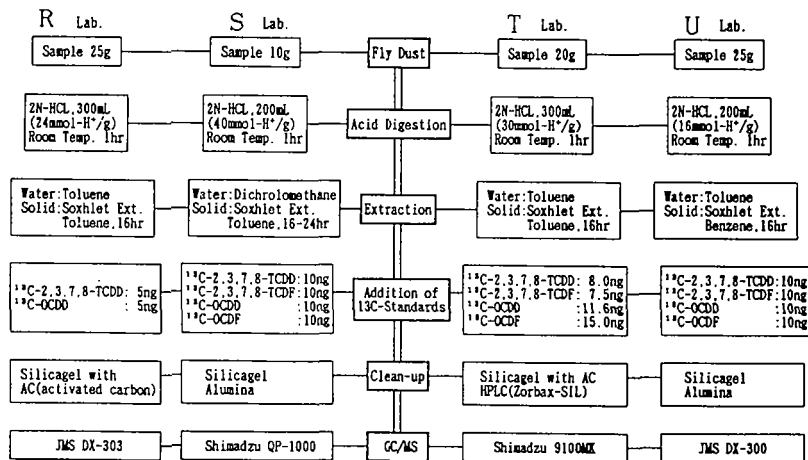 R Lab.
S Lab.
T Lab.
U Lab.
Sample 25g
Sample 10g
Fly Dust
Sample 20g
Sample 25g
2N-HCL,300mL
(24mmol-H⁺/g)
Room Temp. 1hr
2N-HCL,200mL
(40mmol-H⁺/g)
Room Temp. 1hr
Acid Digestion
2N-HCL,300mL
(30mmol-H⁺/g)
Room Temp. 1hr
2N-HCL,200mL
(16mmol-H⁺/g)
Room Temp. 1hr
Water:Toluene
Solid:Soxhlet Ext.
Toluene,16hr
Water:Dichrolomethane
Solid:Soxhlet Ext.
Toluene,16-24hr
Extraction
Water:Toluene
Solid:Soxhlet Ext.
Toluene,16hr
Water:Toluene
Solid:Soxhlet Ext.
Benzene,16hr
¹³C-2,3,7,8-TCDD: 5ng
¹³C-OCDD : 5ng
¹³C-2,3,7,8-TCDD:10ng
¹³C-2,3,7,8-TCDF:10ng
¹³C-OCDD :10ng
¹³C-OCDF :10ng
Addition of
13C-Standards
¹³C-2,3,7,8-TCDD: 8.0ng
¹³C-2,3,7,8-TCDF: 7.5ng
¹³C-OCDD :11.6ng
¹³C-OCDF :15.0ng
¹³C-2,3,7,8-TCDD:10ng
¹³C-2,3,7,8-TCDF:10ng
¹³C-OCDD :10ng
¹³C-OCDF :10ng
Silicagel with
AC(activated carbon)
Silicagel
Alumina
Clean-up
Silicagel with AC
HPLC(Zorbax-SIL)
Silicagel
Alumina
JMS DX-303
Shimadzu QP-1000
GC/MS
Shimadzu 9100MX
JMS DX-300